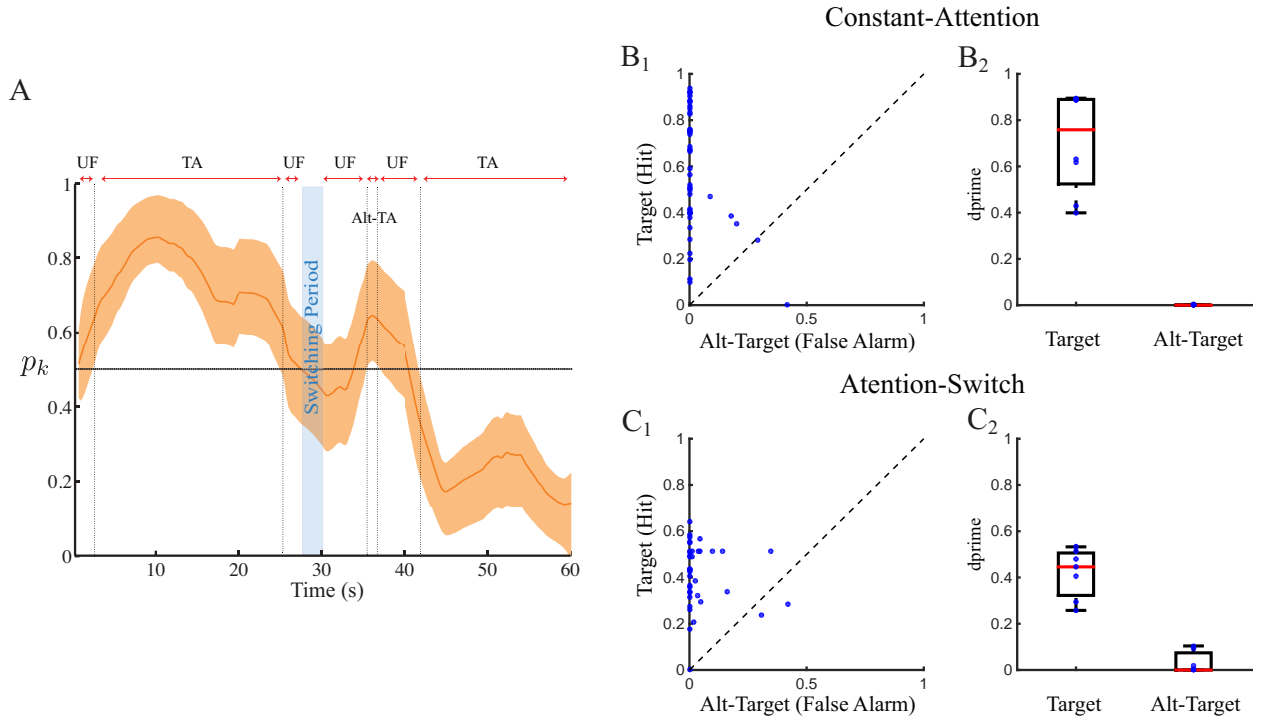 Constant-Attention
A
UF
TA
UF
UF
UF
TA
Alt-TA
Switching Period
1
0.8
0.6
0.4
0.2
0
p_k
10
20
30
40
50
60
Time (s)
B1
1
0.8
0.6
0.4
0.2
0
Target (Hit)
0
0.5
1
Alt-Target (False Alarm)
B2
1
0.8
0.6
0.4
0.2
0
dprime
Target
Alt-Target
Atention-Switch
C1
1
0.8
0.6
0.4
0.2
0
Target (Hit)
0
0.5
1
Alt-Target (False Alarm)
C2
1
0.8
0.6
0.4
0.2
0
dprime
Target
Alt-Target